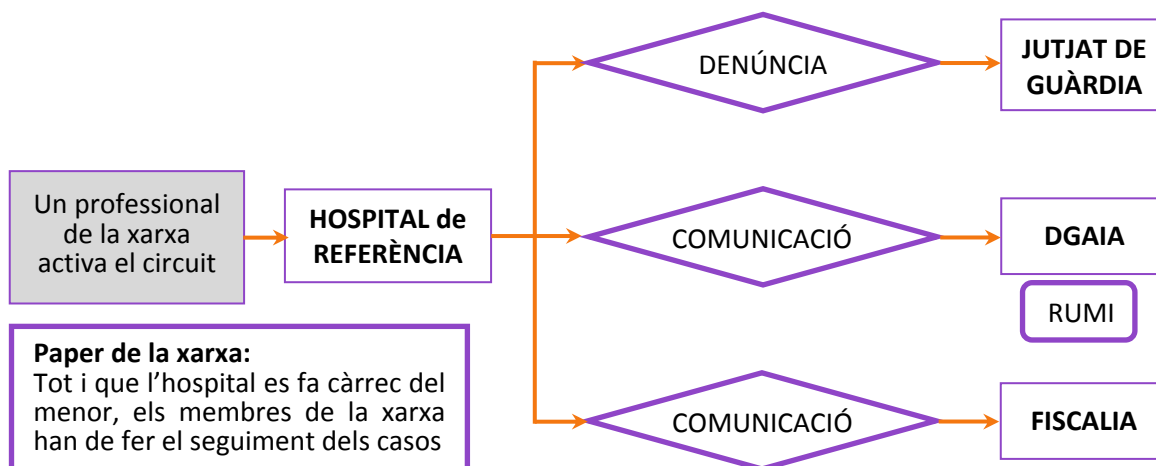 DENÚNCIA
JUTJAT DE
GUÀRDIA
Un professional
de la xarxa
activa el circuit
HOSPITAL de
REFERÈNCIA
COMUNICACIÓ
DGAIA
RUMI
Paper de la xarxa:
Tot i que l’hospital es fa càrrec del
menor, els membres de la xarxa
han de fer el seguiment dels casos
COMUNICACIÓ
FISCALIA